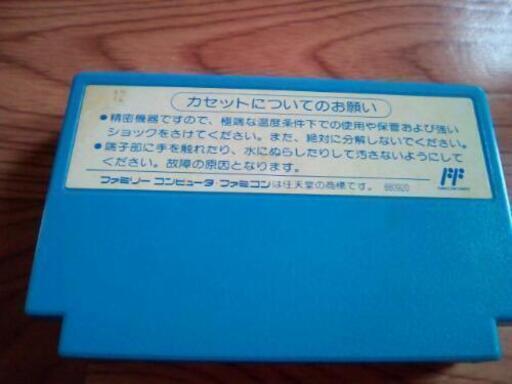 カセットについてのお願い
●精密機器ですので、極端な温度条件下での使用や保管および強い
ショックをさけてください。また、絶対に分解しないでください。
●端子部に手を触れたり、水にぬらしたりして汚さないようにして
ください。故障の原因となります。
ファミリーコンピュータ・ファミコンは任天堂の商標です。 880920